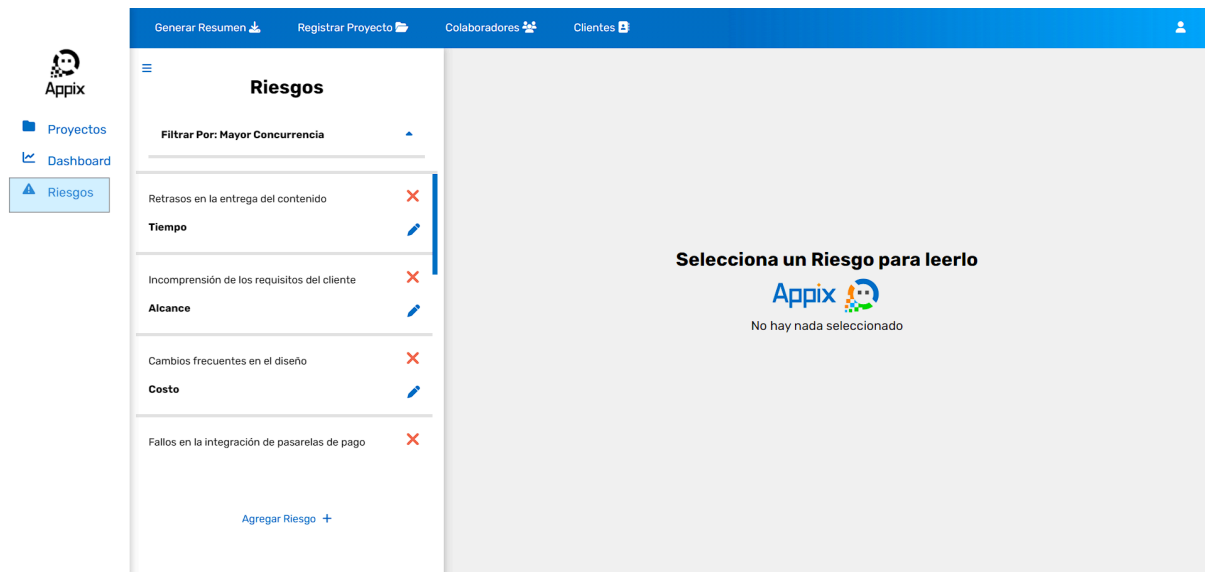 Generar Resumen
Registrar Proyecto
Colaboradores
Clientes
Appix
Proyectos
Dashboard
Riesgos
Riesgos
Filtrar Por: Mayor Concurrencia
Retrasos en la entrega del contenido
Tiempo
Incomprensión de los requisitos del cliente
Alcance
Cambios frecuentes en el diseño
Costo
Fallos en la integración de pasarelas de pago
Agregar Riesgo +
Selecciona un Riesgo para leerlo
Appix
No hay nada seleccionado